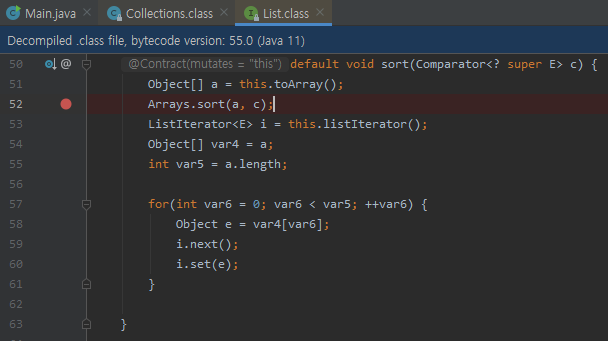 Main.java × Collections.class × List.class ×
Decompiled .class file, bytecode version: 55.0 (Java 11)
50 @ @Contract(mutates = "this") default void sort(Comparator<? super E> c) {
51 Object[] a = this.toArray();
52 Arrays.sort(a, c);
53 ListIterator<E> i = this.listIterator();
54 Object[] var4 = a;
55 int var5 = a.length;
56
57 for(int var6 = 0; var6 < var5; ++var6) {
58 Object e = var4[var6];
59 i.next();
60 i.set(e);
61 }
62
63 }